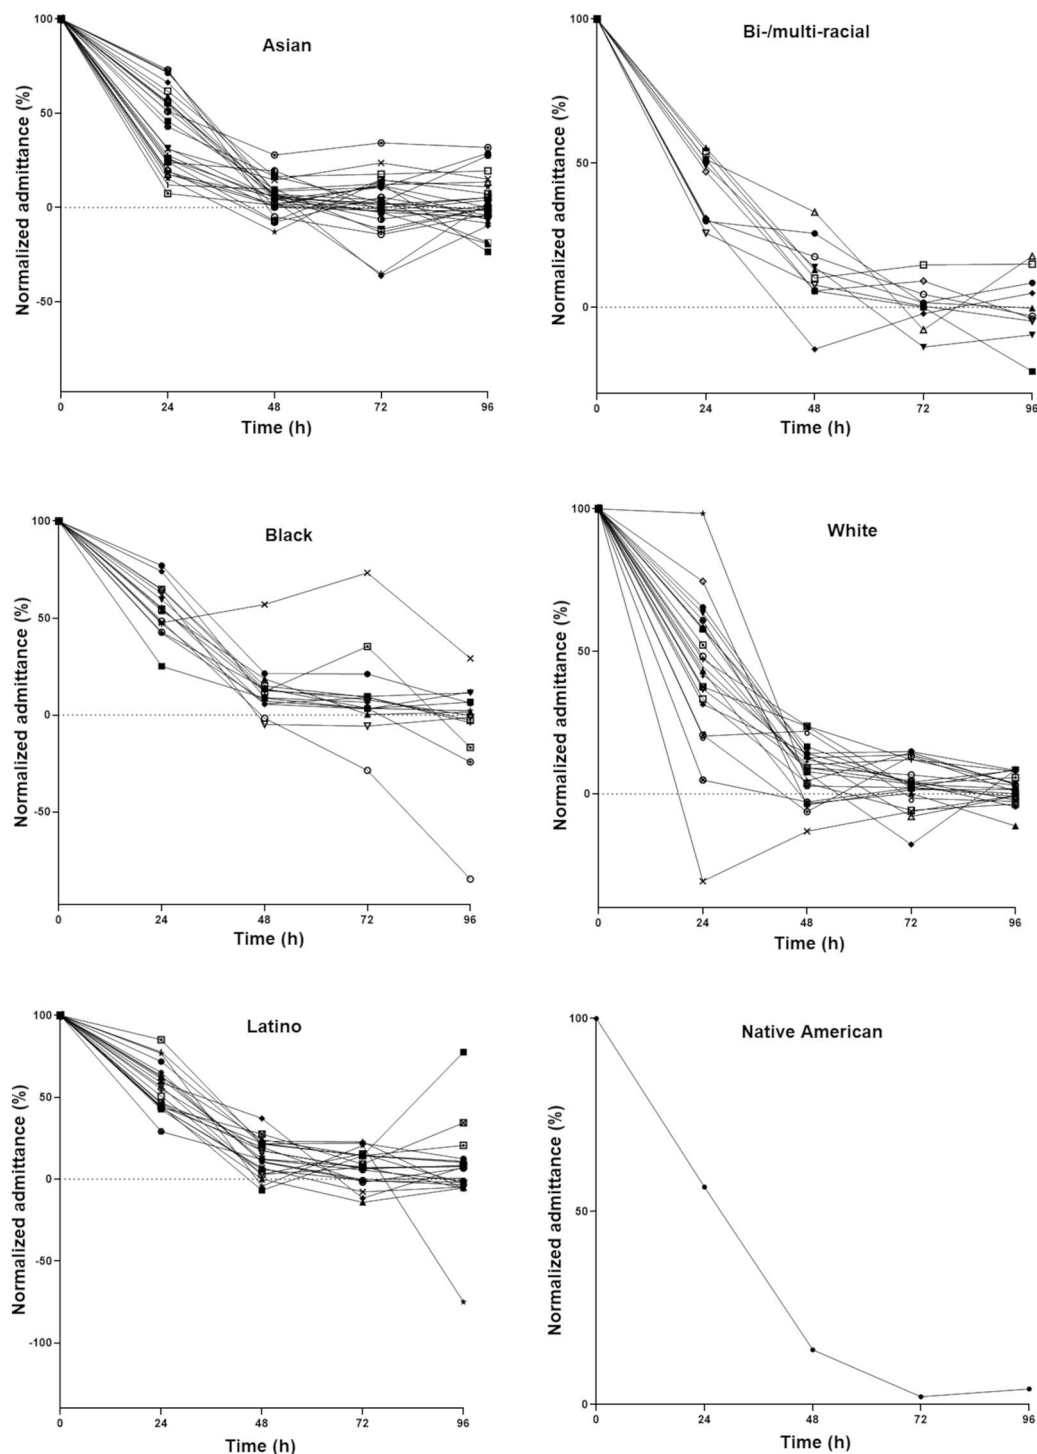 Asian
Normalized admittance (%)
100
50
0
-50
0
24
48
72
96
Time (h)
Bi-/multi-racial
Normalized admittance (%)
100
50
0
0
24
48
72
96
Time (h)
Black
Normalized admittance (%)
100
50
0
-50
0
24
48
72
96
Time (h)
White
Normalized admittance (%)
100
50
0
0
24
48
72
96
Time (h)
Latino
Normalized admittance (%)
100
50
0
-50
-100
0
24
48
72
96
Time (h)
Native American
Normalized admittance (%)
100
50
0
0
24
48
72
96
Time (h)